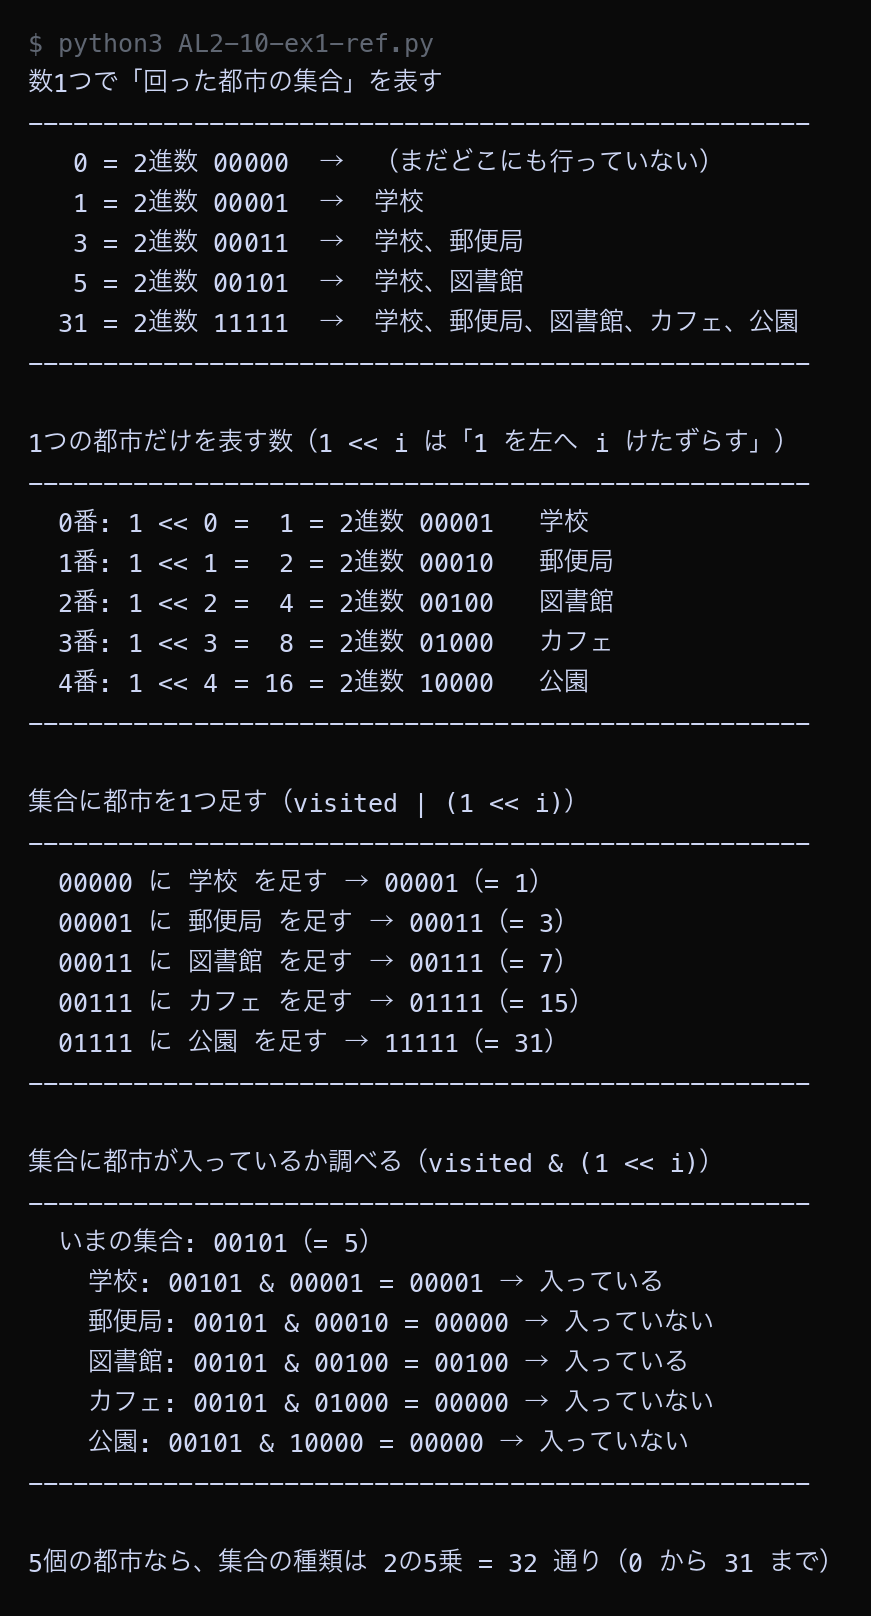 $ python3 AL2-10-ex1-ref.py
数1つで「回った都市の集合」を表す
----------------------------------------------------
   0 = 2進数 00000  →  （まだどこにも行っていない）
   1 = 2進数 00001  →  学校
   3 = 2進数 00011  →  学校、郵便局
   5 = 2進数 00101  →  学校、図書館
  31 = 2進数 11111  →  学校、郵便局、図書館、カフェ、公園
----------------------------------------------------
1つの都市だけを表す数（1 << i は「1 を左へ i けたずらす」）
----------------------------------------------------
  0番: 1 << 0 =  1 = 2進数 00001   学校
  1番: 1 << 1 =  2 = 2進数 00010   郵便局
  2番: 1 << 2 =  4 = 2進数 00100   図書館
  3番: 1 << 3 =  8 = 2進数 01000   カフェ
  4番: 1 << 4 = 16 = 2進数 10000   公園
----------------------------------------------------
集合に都市を1つ足す（visited | (1 << i)）
----------------------------------------------------
  00000 に 学校 を足す → 00001（= 1）
  00001 に 郵便局 を足す → 00011（= 3）
  00011 に 図書館 を足す → 00111（= 7）
  00111 に カフェ を足す → 01111（= 15）
  01111 に 公園 を足す → 11111（= 31）
----------------------------------------------------
集合に都市が入っているか調べる（visited & (1 << i)）
----------------------------------------------------
  いまの集合: 00101（= 5）
    学校: 00101 & 00001 = 00001 → 入っている
    郵便局: 00101 & 00010 = 00000 → 入っていない
    図書館: 00101 & 00100 = 00100 → 入っている
    カフェ: 00101 & 01000 = 00000 → 入っていない
    公園: 00101 & 10000 = 00000 → 入っていない
----------------------------------------------------
5個の都市なら、集合の種類は 2の5乗 = 32 通り（0 から 31 まで）